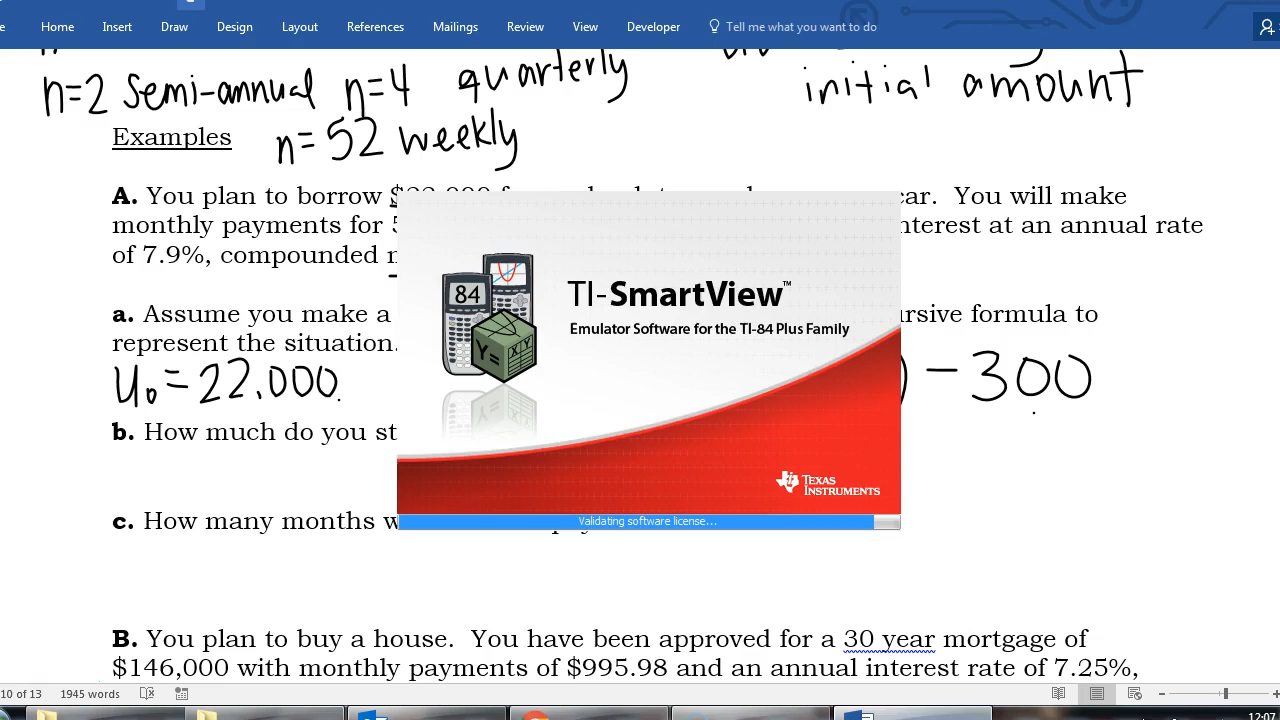 Home Insert Draw Design Layout References Mailings Review View Developer Tell me what you want to do
n=2 semi-annual n=4 quarterly
initial amount
Examples n=52 weekly
A. You plan to borrow $22,000 car. You will make
monthly payments for 5 interest at an annual rate
of 7.9%, compounded
a. Assume you make a formula to
represent the situation.
u₀=22,000 ) - 300
b. How much do you
c. How many months
TI-SmartView™
Emulator Software for the TI-84 Plus Family
84
Y= X Y
TEXAS
INSTRUMENTS
Validating software license...
B. You plan to buy a house. You have been approved for a 30 year mortgage of
$146,000 with monthly payments of $995.98 and an annual interest rate of 7.25%,
10 of 13 1945 words
12:07